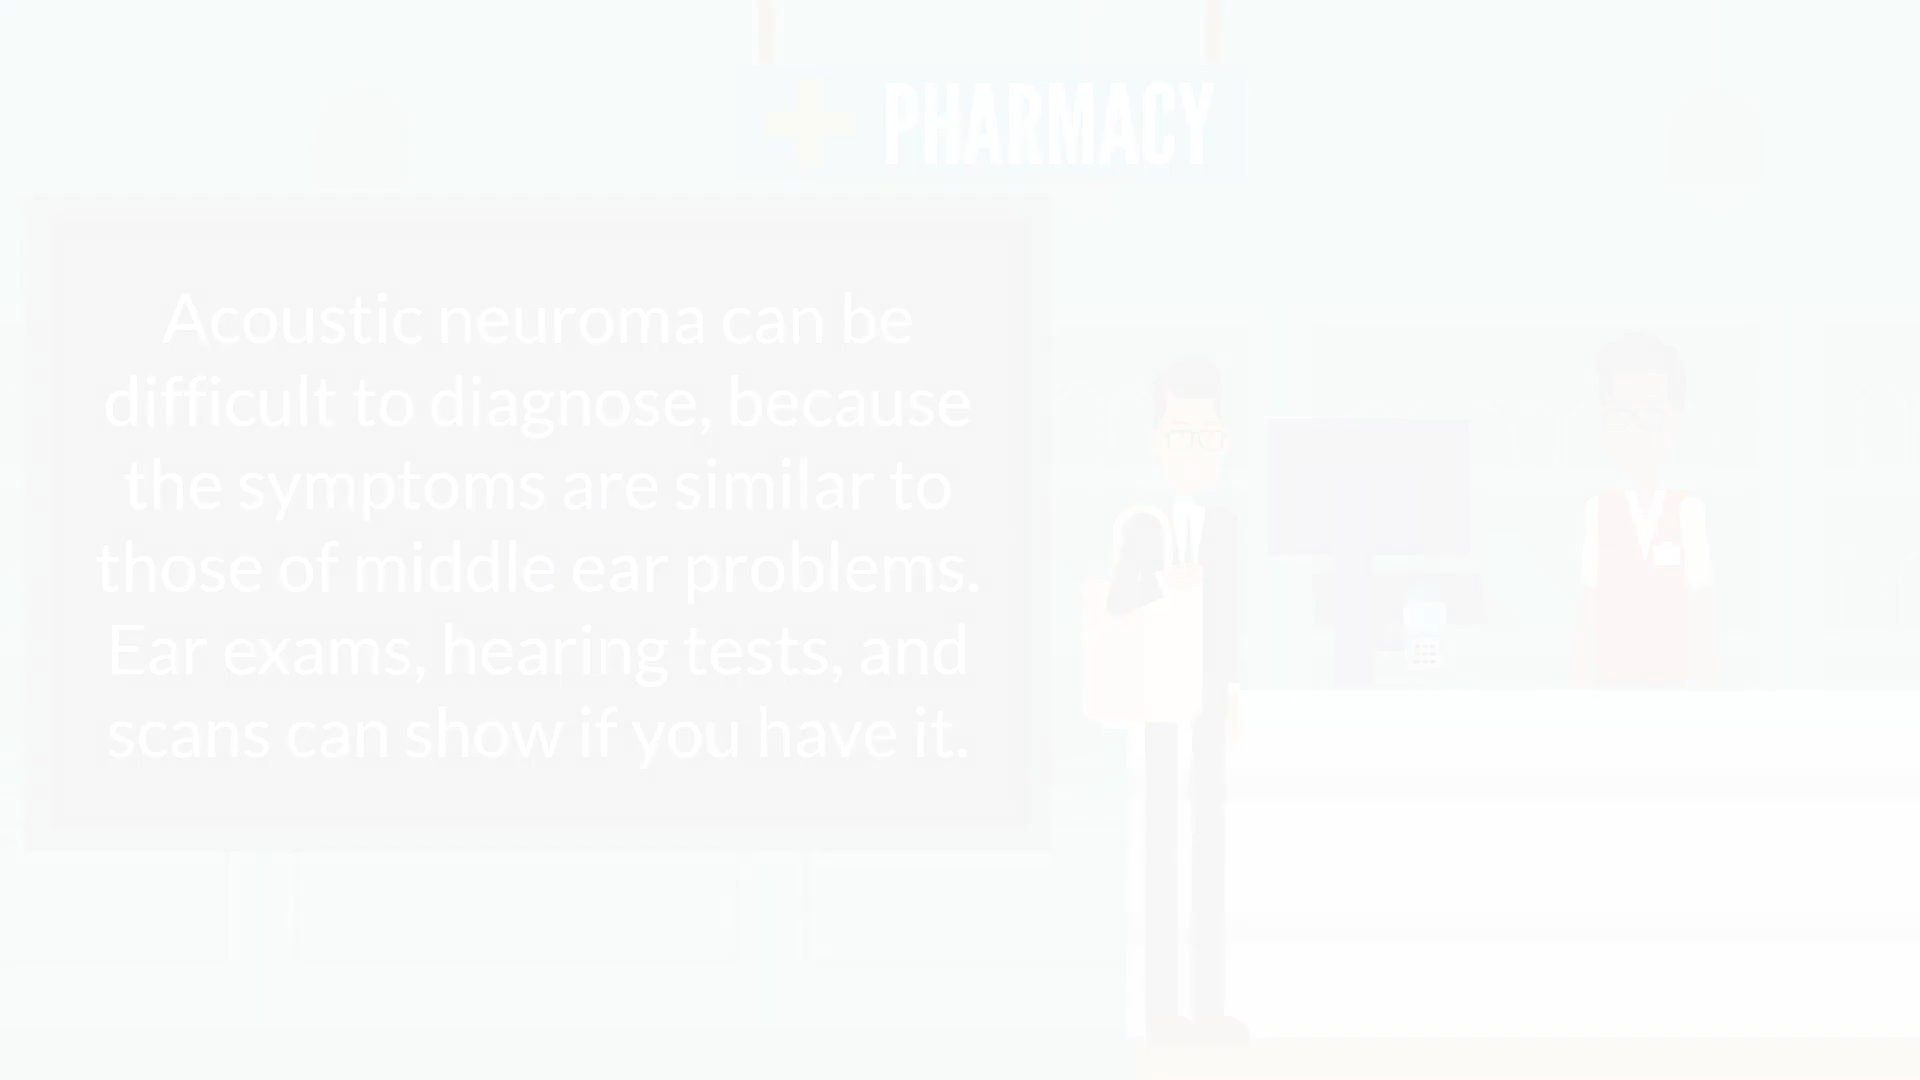 PHARMACY
Acoustic neuroma can be
difficult to diagnose, because
the symptoms are similar to
those of middle ear problems.
Ear exams, hearing tests, and
scans can show if you have it.